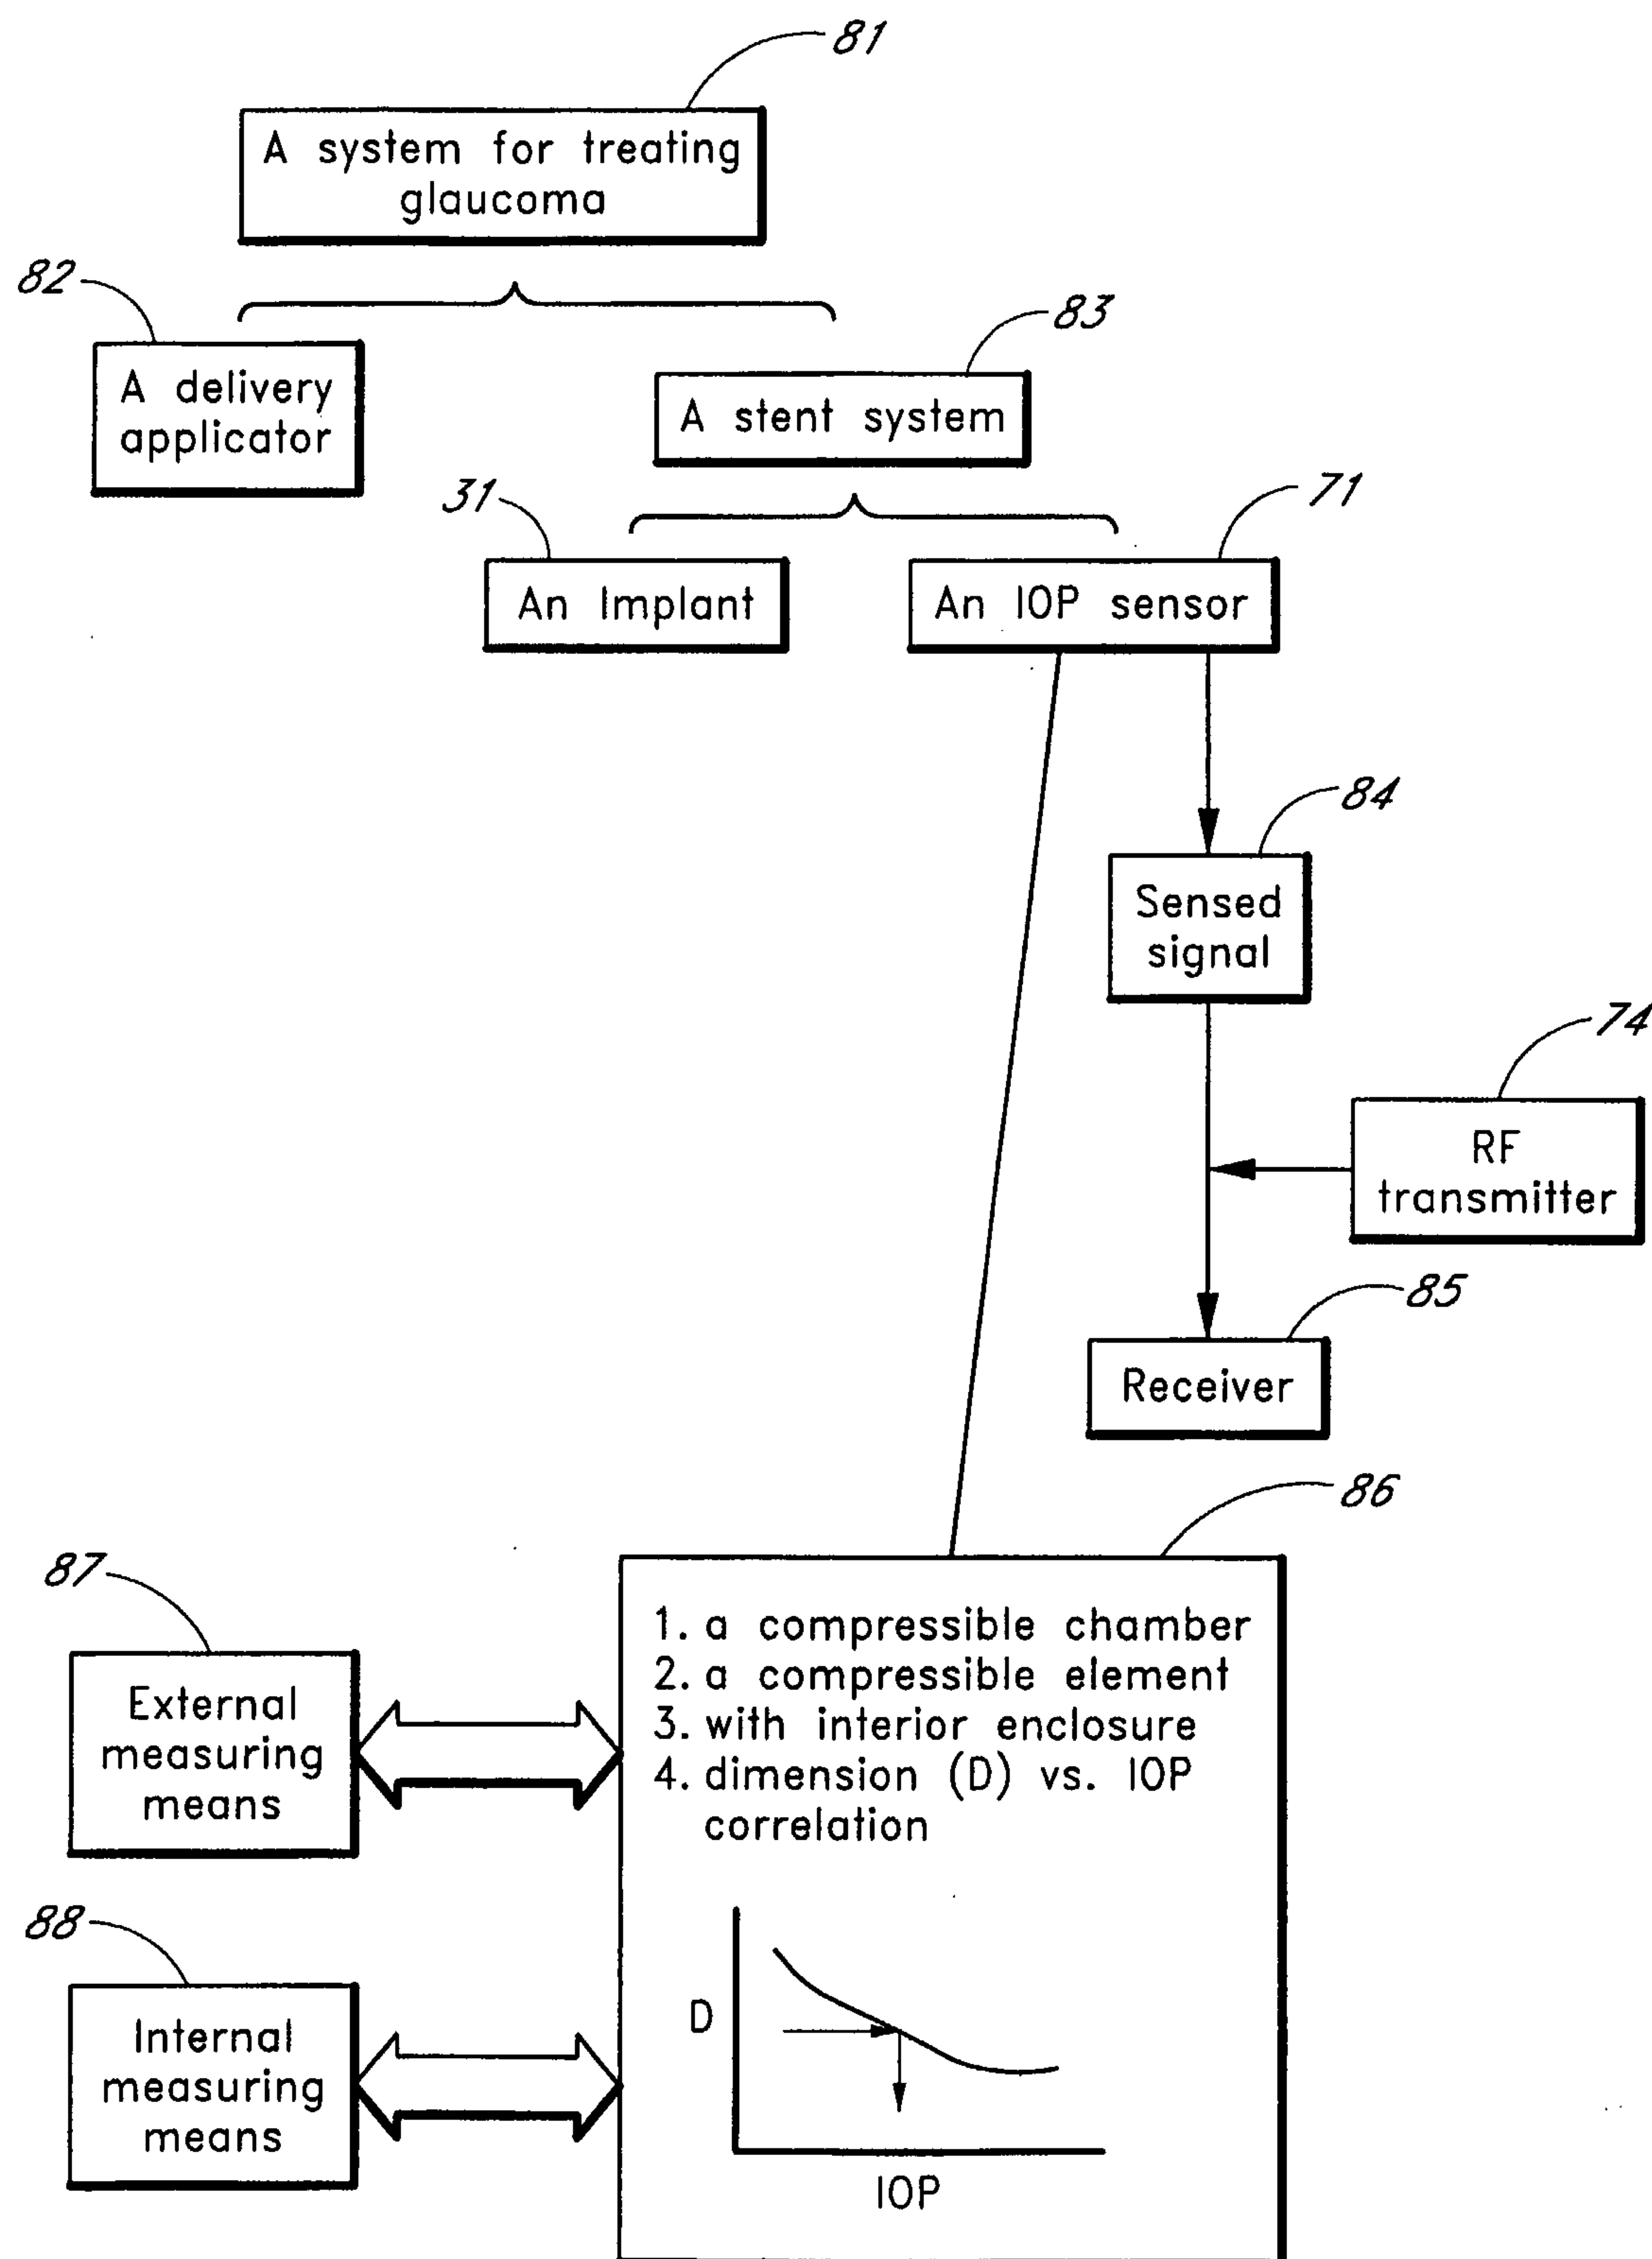 81
A system for treating
glaucoma
82
A delivery
applicator
83
A stent system
31
An Implant
71
An IOP sensor
84
Sensed
signal
74
RF
transmitter
85
Receiver
86
1. a compressible chamber
2. a compressible element
3. with interior enclosure
4. dimension (D) vs. IOP
correlation
D
IOP
87
External
measuring
means
88
Internal
measuring
means